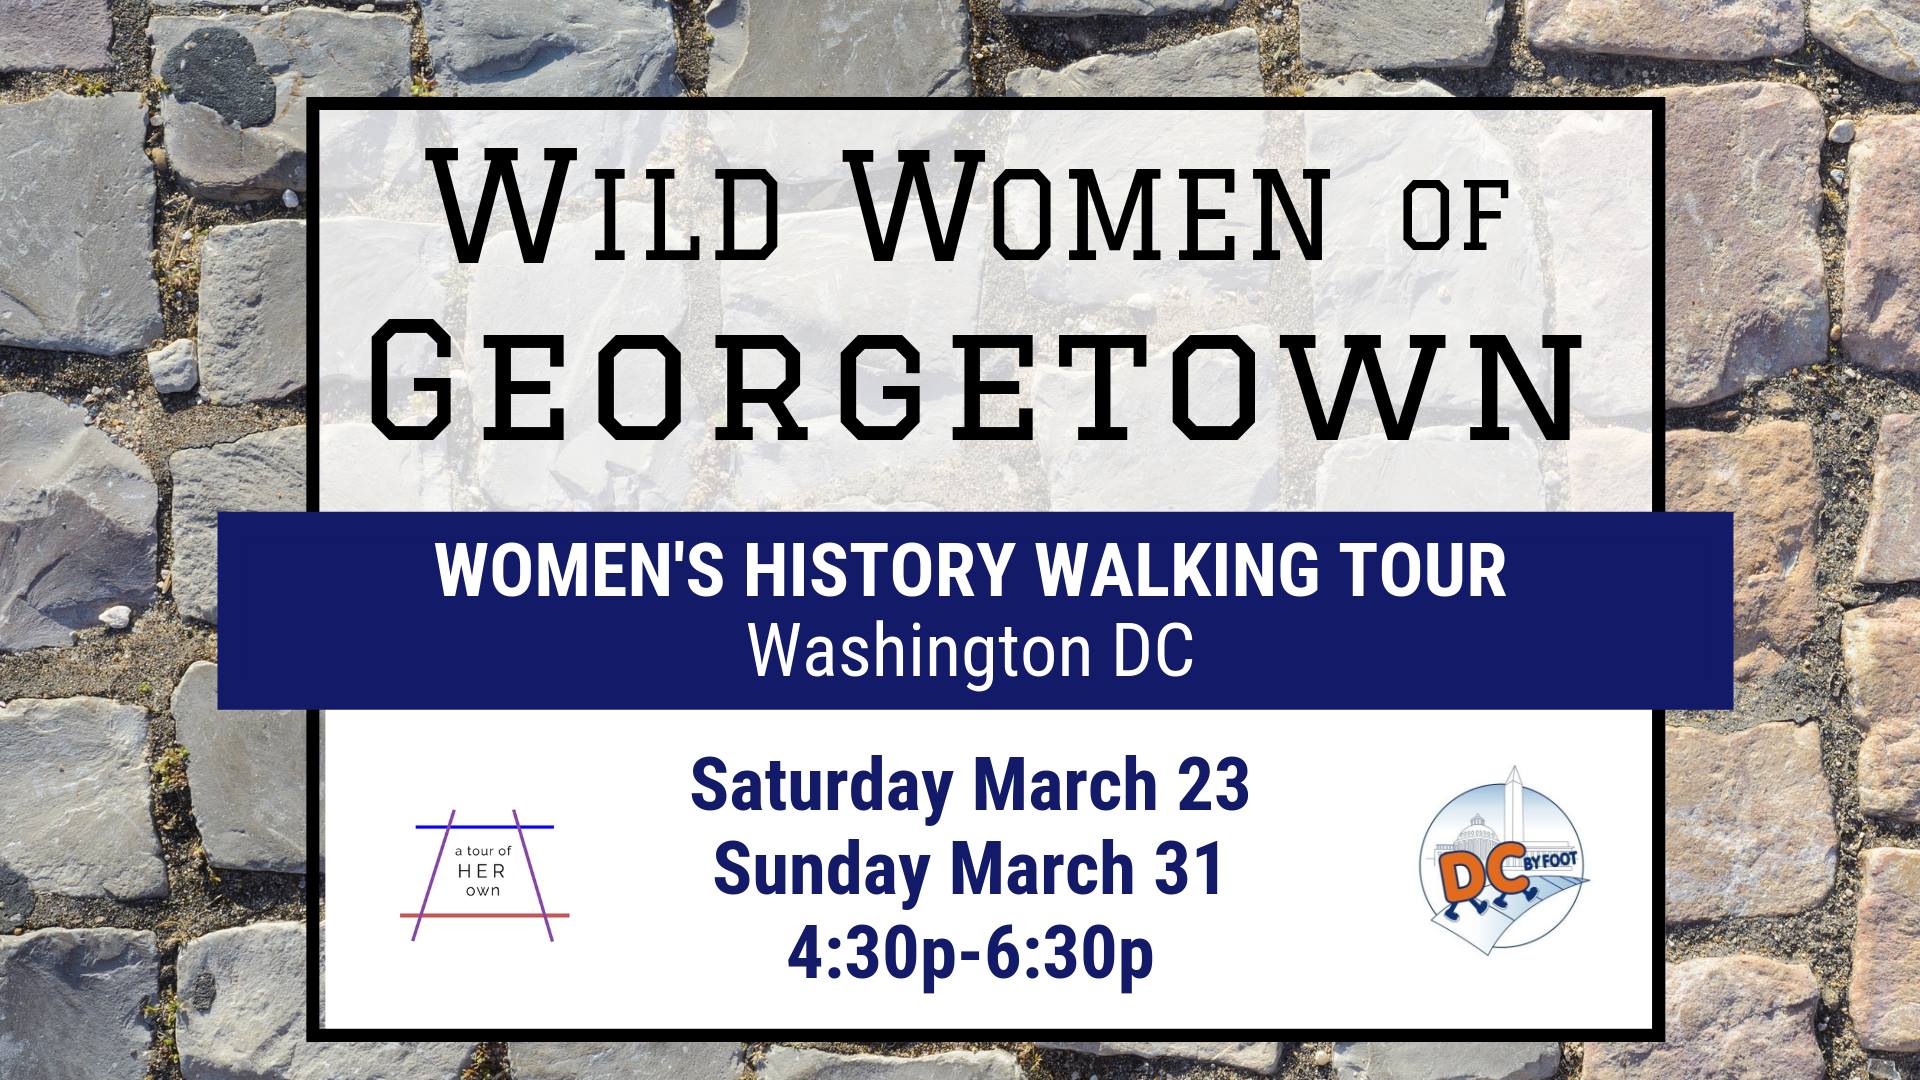 WILD WOMEN OF
GEORGETOWN
WOMEN'S HISTORY WALKING TOUR
Washington DC
Saturday March 23
Sunday March 31
4:30p-6:30p
a tour of
HER
own
DC BY FOOT